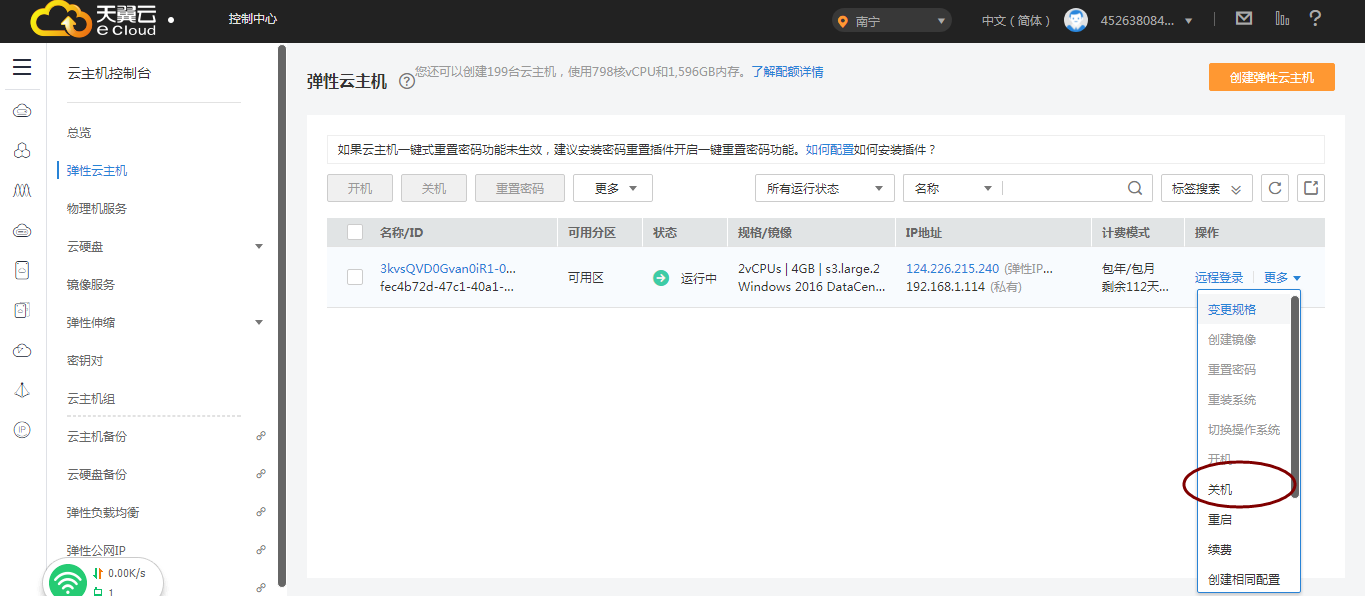 天翼云
e Cloud
控制中心
南宁
中文（简体）
452638084...
云主机控制台
总览
弹性云主机
物理机服务
云硬盘
镜像服务
弹性伸缩
密钥对
云主机组
云主机备份
云硬盘备份
弹性负载均衡
弹性公网IP
0.00K/s
1
IP
弹性云主机
您还可以创建199台云主机，使用798核vCPU和1,596GB内存。了解配额详情
创建弹性云主机
如果云主机一键式重置密码功能未生效，建议安装密码重置插件开启一键重置密码功能。如何配置如何安装插件？
开机 关机 重置密码 更多 所有运行状态 名称 标签搜索
名称/ID 可用分区 状态 规格/镜像 IP地址 计费模式 操作
3kvsQVD0Gvan0iR1-0... 可用区 运行中 2vCPUs | 4GB | s3.large.2 124.226.215.240 (弹性IP... 包年/包月 远程登录 更多
fec4b72d-47c1-40a1-... Windows 2016 DataCen... 192.168.1.114 (私有) 剩余112天...
变更规格
创建镜像
重置密码
重装系统
切换操作系统
开机
关机
重启
续费
创建相同配置